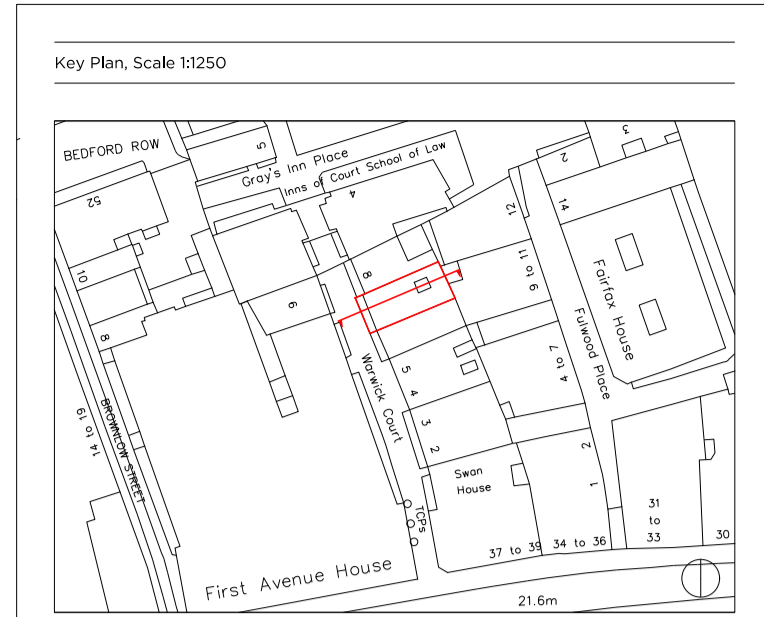 Key Plan, Scale 1:1250
BEDFORD ROW
5
Gray's Inn Place
Inns of Court School of Law
3
2
52
4
12
14
10
8
9 to 11
Fairfax House
6
8
Fulwood Place
Warwick Court
5
4
4 to 7
3
2
14 to 19
BROWNLOW STREET
Swan
House
2
1
TCPs
31
to
33
30
37 to 39
34 to 36
First Avenue House
21.6m